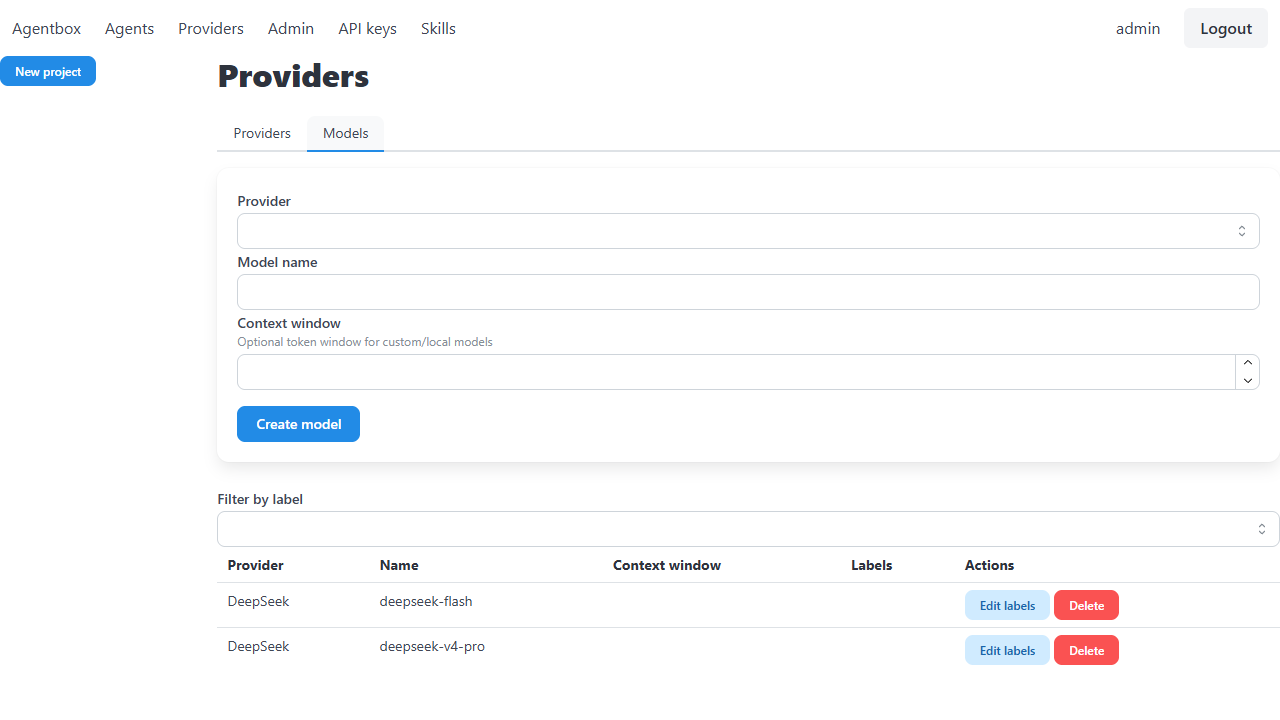 Agentbox Agents Providers Admin API keys Skills admin Logout
New project
Providers
Providers Models
Provider
Model name
Context window
Optional token window for custom/local models
Create model
Filter by label
Provider Name Context window Labels Actions
DeepSeek deepseek-flash Edit labels Delete
DeepSeek deepseek-v4-pro Edit labels Delete